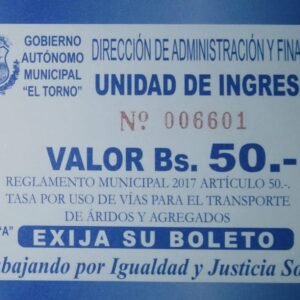 GOBIERNO
AUTÓNOMO
MUNICIPAL
"EL TORNO"
DIRECCIÓN DE ADMINISTRACIÓN Y FINA
UNIDAD DE INGRES
Nº 006601
VALOR Bs. 50.-
REGLAMENTO MUNICIPAL 2017 ARTÍCULO 50.-.
TASA POR USO DE VÍAS PARA EL TRANSPORTE
DE ÁRIDOS Y AGREGADOS
"A" EXIJA SU BOLETO
abajando por Igualdad y Justicia So